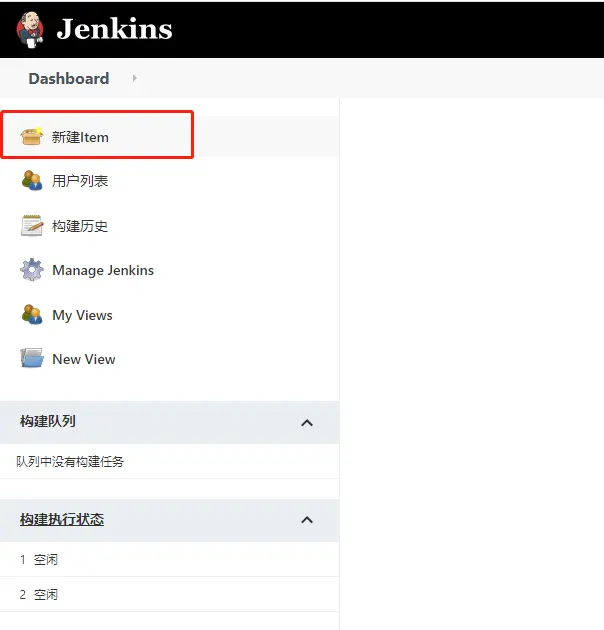 Jenkins
Dashboard
新建Item
用户列表
构建历史
Manage Jenkins
My Views
New View
构建队列
队列中没有构建任务
构建执行状态
1 空闲
2 空闲